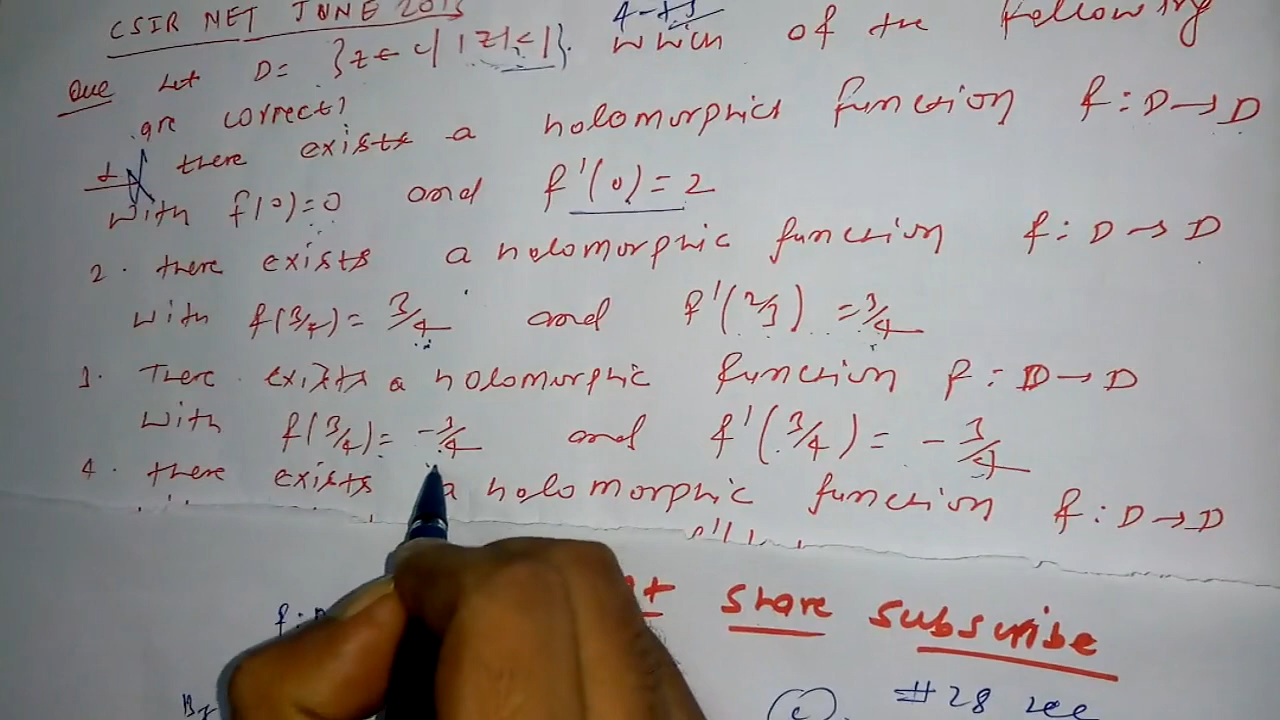 CSIR NET JUNE 201
Que Let D = {z ∈ C | |z| < 1}. which of the following
are correct?
1 there exists a holomorphics function f : D → D
with f(0) = 0 and f'(0) = 2
2. there exists a holomorphic function f : D → D
with f(3/4) = 3/4 and f'(2/3) = 3/4
3. There exists a holomorphic function f : D → D
with f(3/4) = -3/4 and f'(3/4) = -3/4
4. there exists a holomorphic function f : D → D
share subscribe
#28